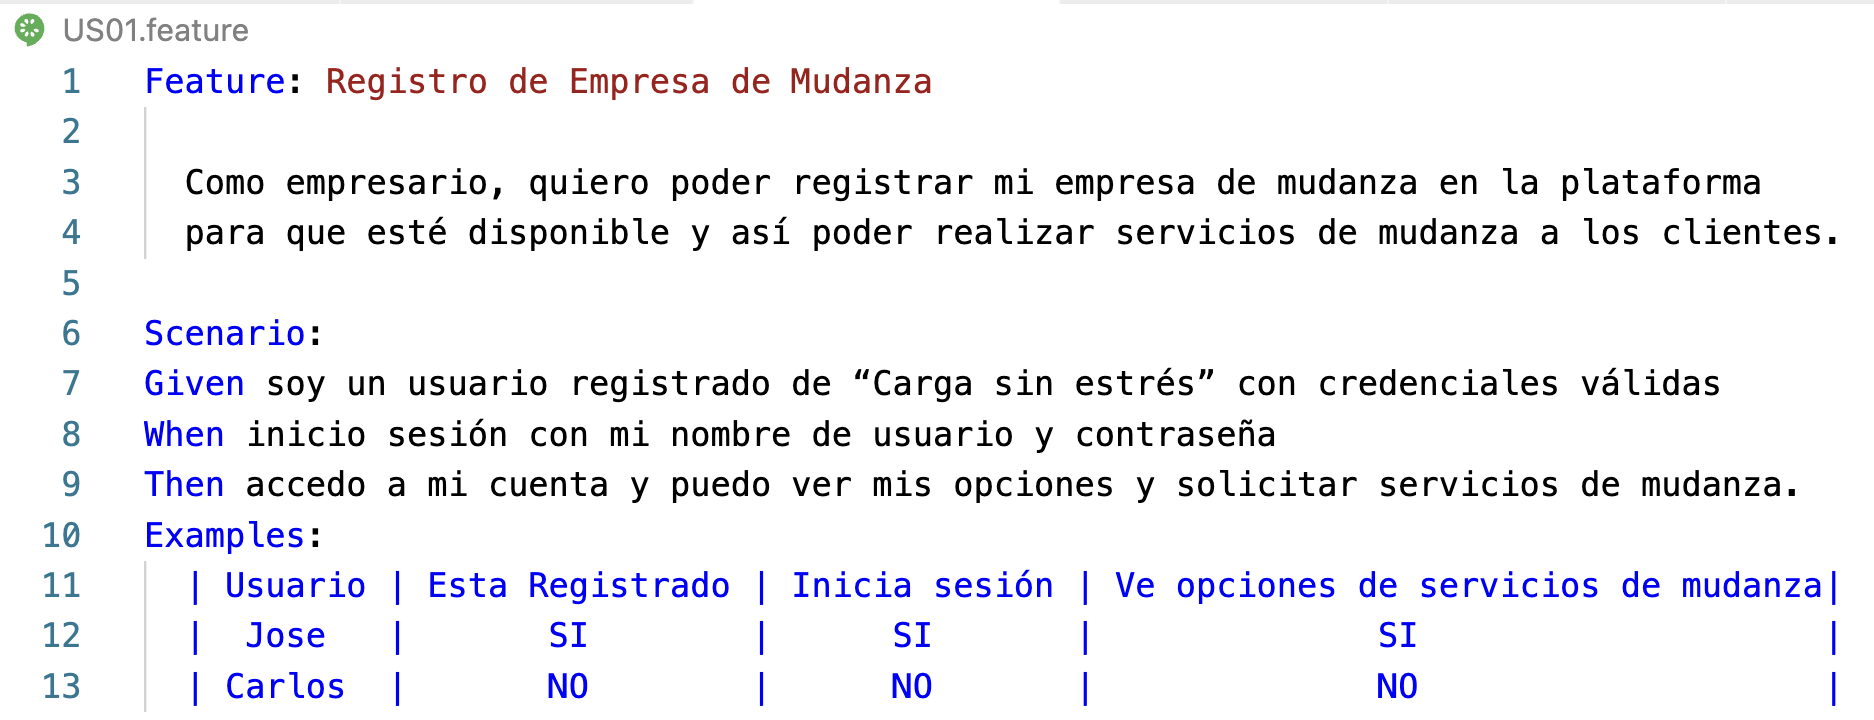 US01.feature
1 Feature: Registro de Empresa de Mudanza
2
3 Como empresario, quiero poder registrar mi empresa de mudanza en la plataforma
4 para que esté disponible y así poder realizar servicios de mudanza a los clientes.
5
6 Scenario:
7 Given soy un usuario registrado de “Carga sin estrés” con credenciales válidas
8 When inicio sesión con mi nombre de usuario y contraseña
9 Then accedo a mi cuenta y puedo ver mis opciones y solicitar servicios de mudanza.
10 Examples:
11 | Usuario | Esta Registrado | Inicia sesión | Ve opciones de servicios de mudanza|
12 | Jose | SI | SI | SI |
13 | Carlos | NO | NO | NO |